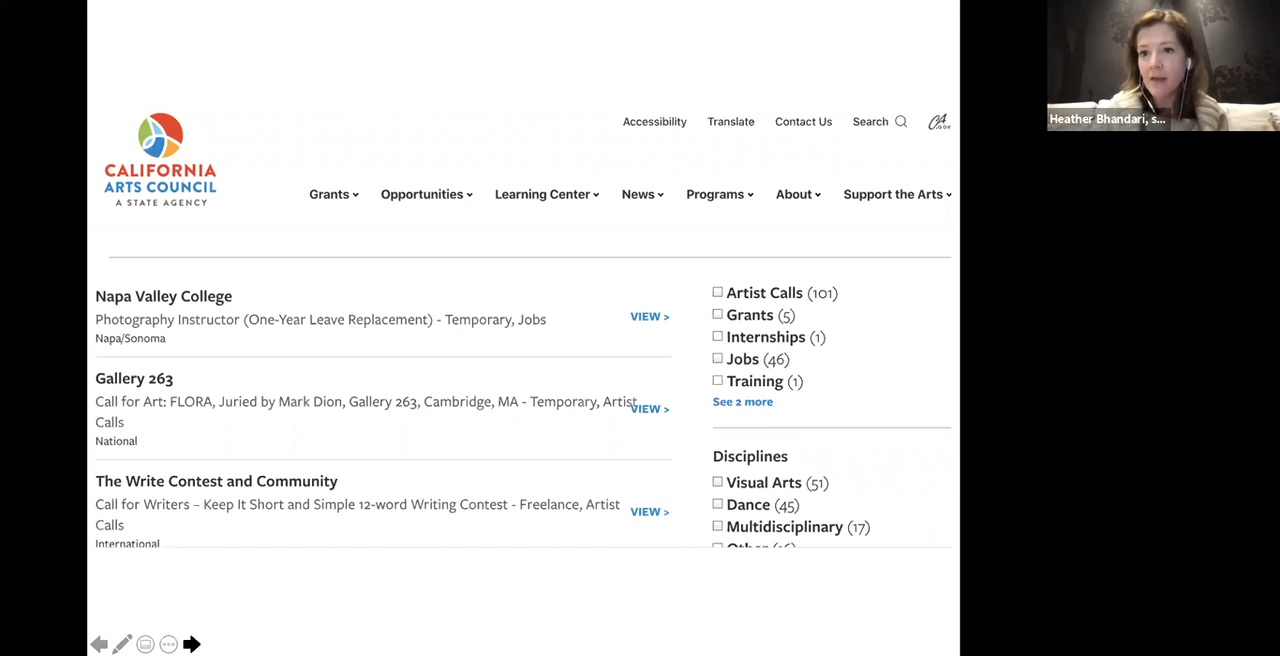 Heather Bhandari, s...
Accessibility Translate Contact Us Search CA.GOV
CALIFORNIA
ARTS COUNCIL
A STATE AGENCY
Grants Opportunities Learning Center News Programs About Support the Arts
Napa Valley College
Photography Instructor (One-Year Leave Replacement) - Temporary, Jobs
VIEW >
Napa/Sonoma
Gallery 263
Call for Art: FLORA, Juried by Mark Dion, Gallery 263, Cambridge, MA - Temporary, Artist
VIEW >
Calls
National
The Write Contest and Community
Call for Writers – Keep It Short and Simple 12-word Writing Contest - Freelance, Artist
VIEW >
Calls
International
Artist Calls (101)
Grants (5)
Internships (1)
Jobs (46)
Training (1)
See 2 more
Disciplines
Visual Arts (51)
Dance (45)
Multidisciplinary (17)